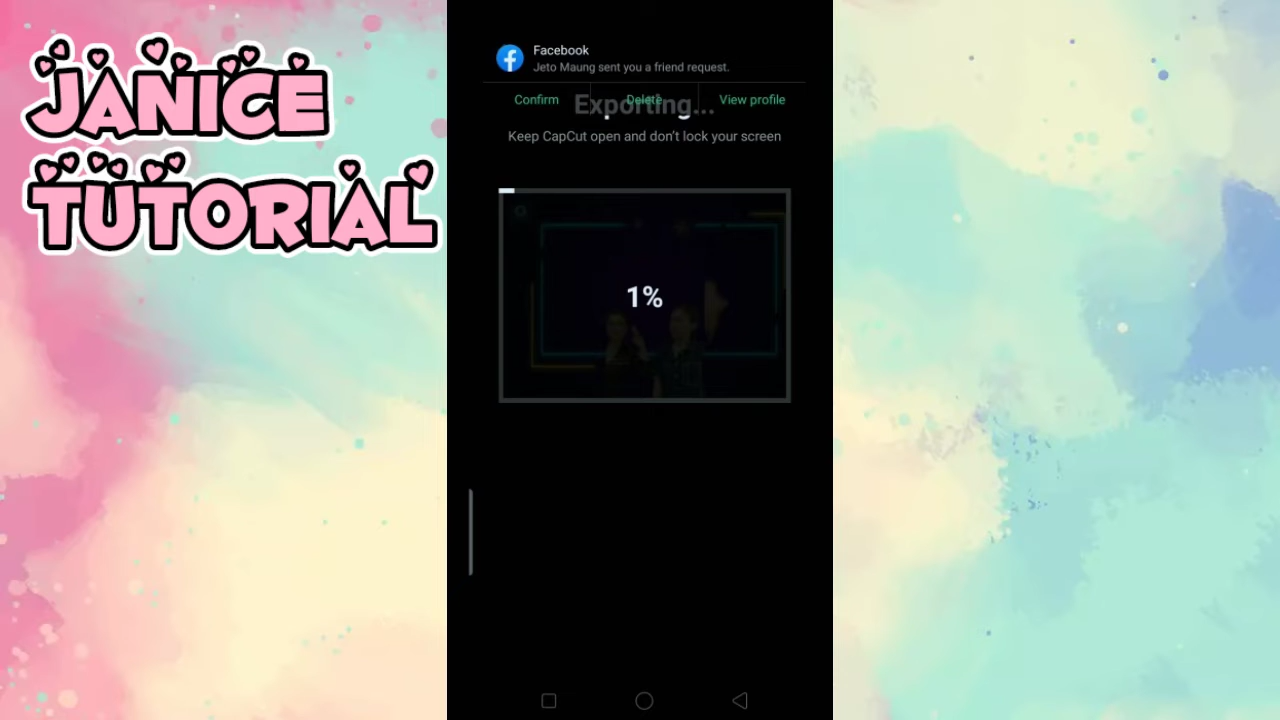 JANICE
TUTORIAL
Facebook
Jeto Maung sent you a friend request.
Confirm
Delete
View profile
Exporting...
Keep CapCut open and don't lock your screen
1%